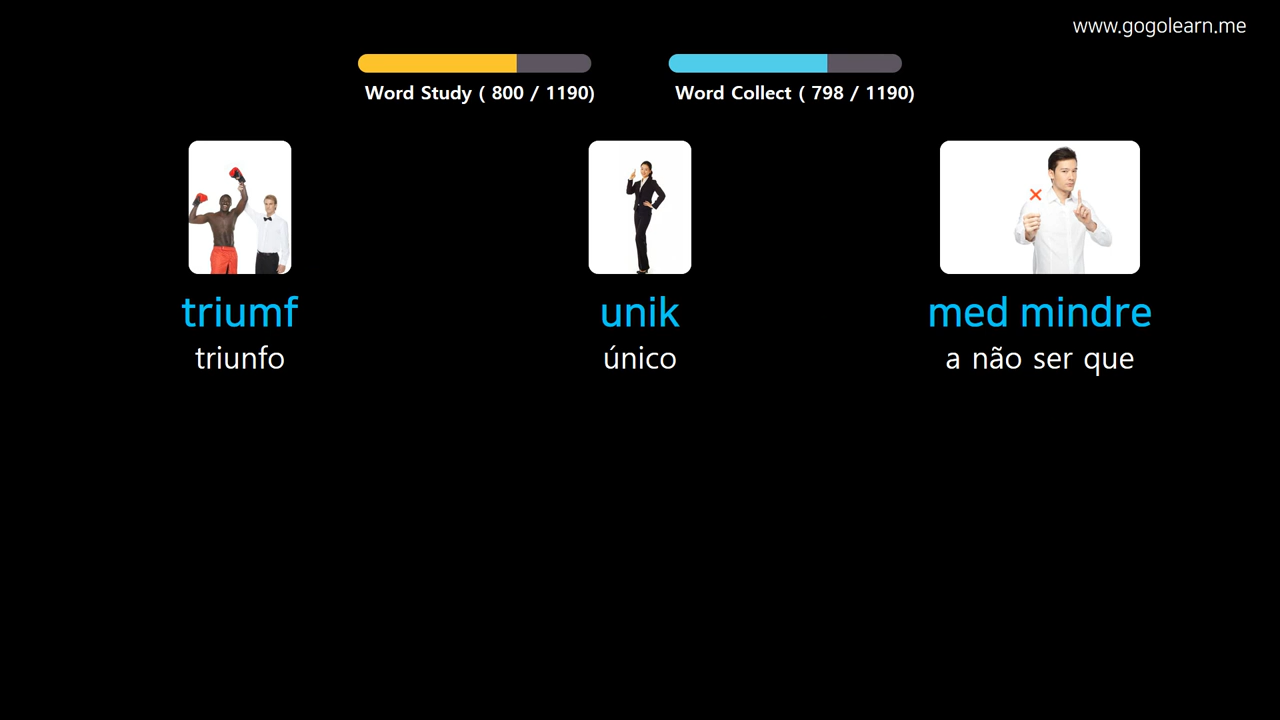 www.gogolearn.me
Word Study ( 800 / 1190)
Word Collect ( 798 / 1190)
triumf
triunfo
unik
único
med mindre
a não ser que